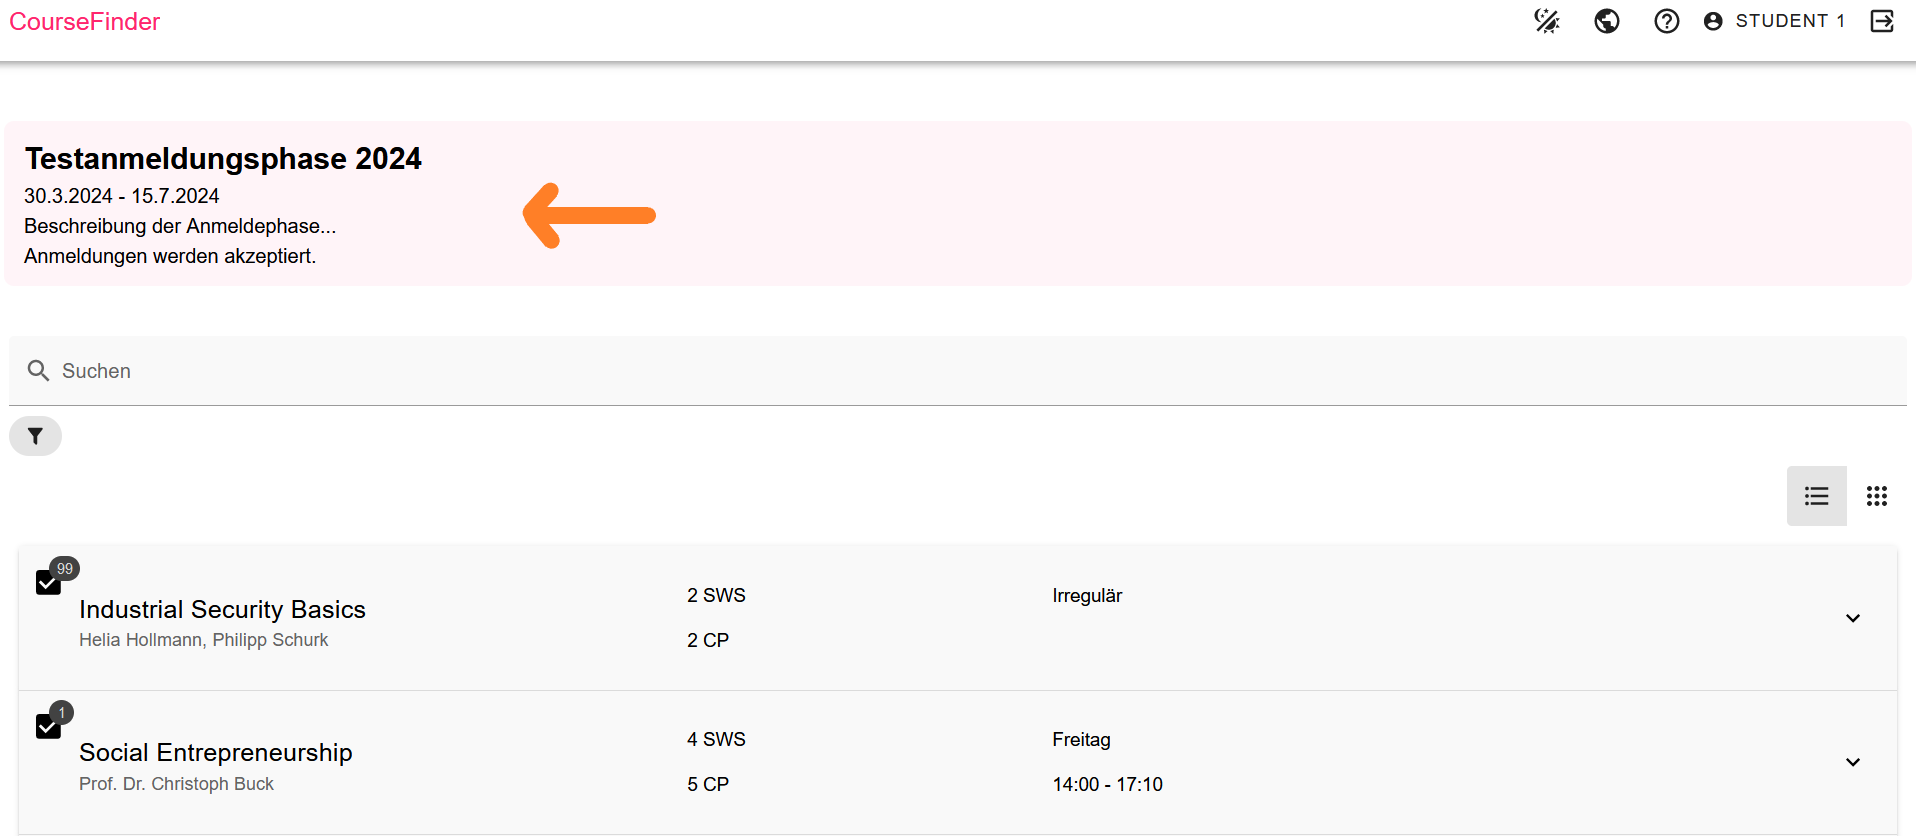 CourseFinder
STUDENT 1
Testanmeldungsphase 2024
30.3.2024 - 15.7.2024
Beschreibung der Anmeldephase...
Anmeldungen werden akzeptiert.
Suchen
99
Industrial Security Basics
Helia Hollmann, Philipp Schurk
2 SWS
2 CP
Irregulär
1
Social Entrepreneurship
Prof. Dr. Christoph Buck
4 SWS
5 CP
Freitag
14:00 - 17:10